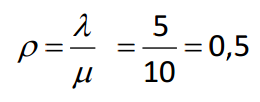 ρ = λ/μ = 5/10 = 0,5